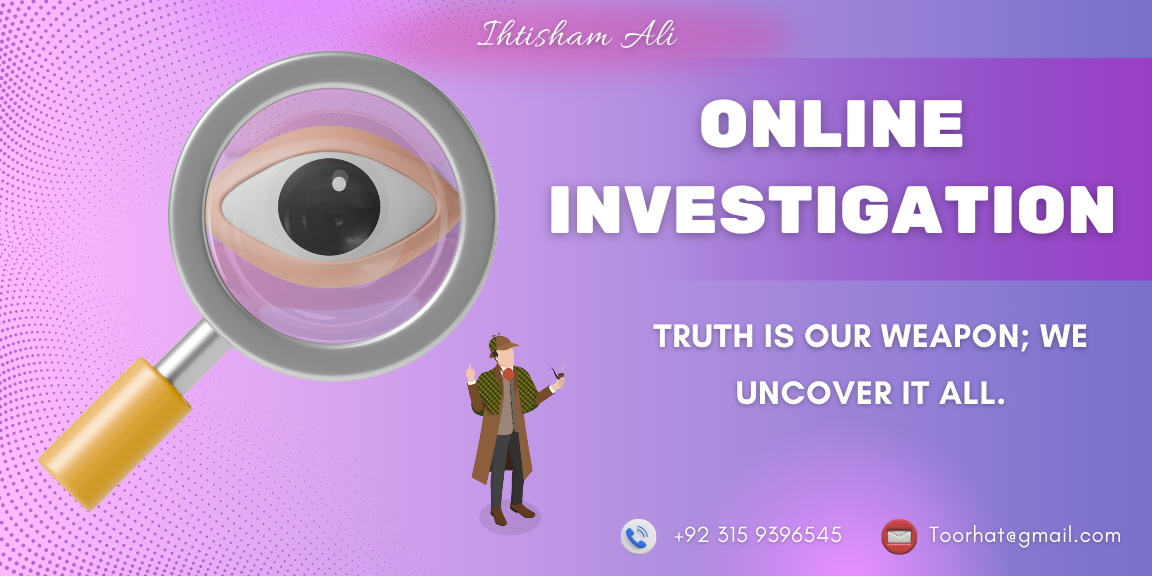 Ihtisham Ali
ONLINE
INVESTIGATION
TRUTH IS OUR WEAPON; WE
UNCOVER IT ALL.
+92 315 9396545
Toorhat@gmail.com